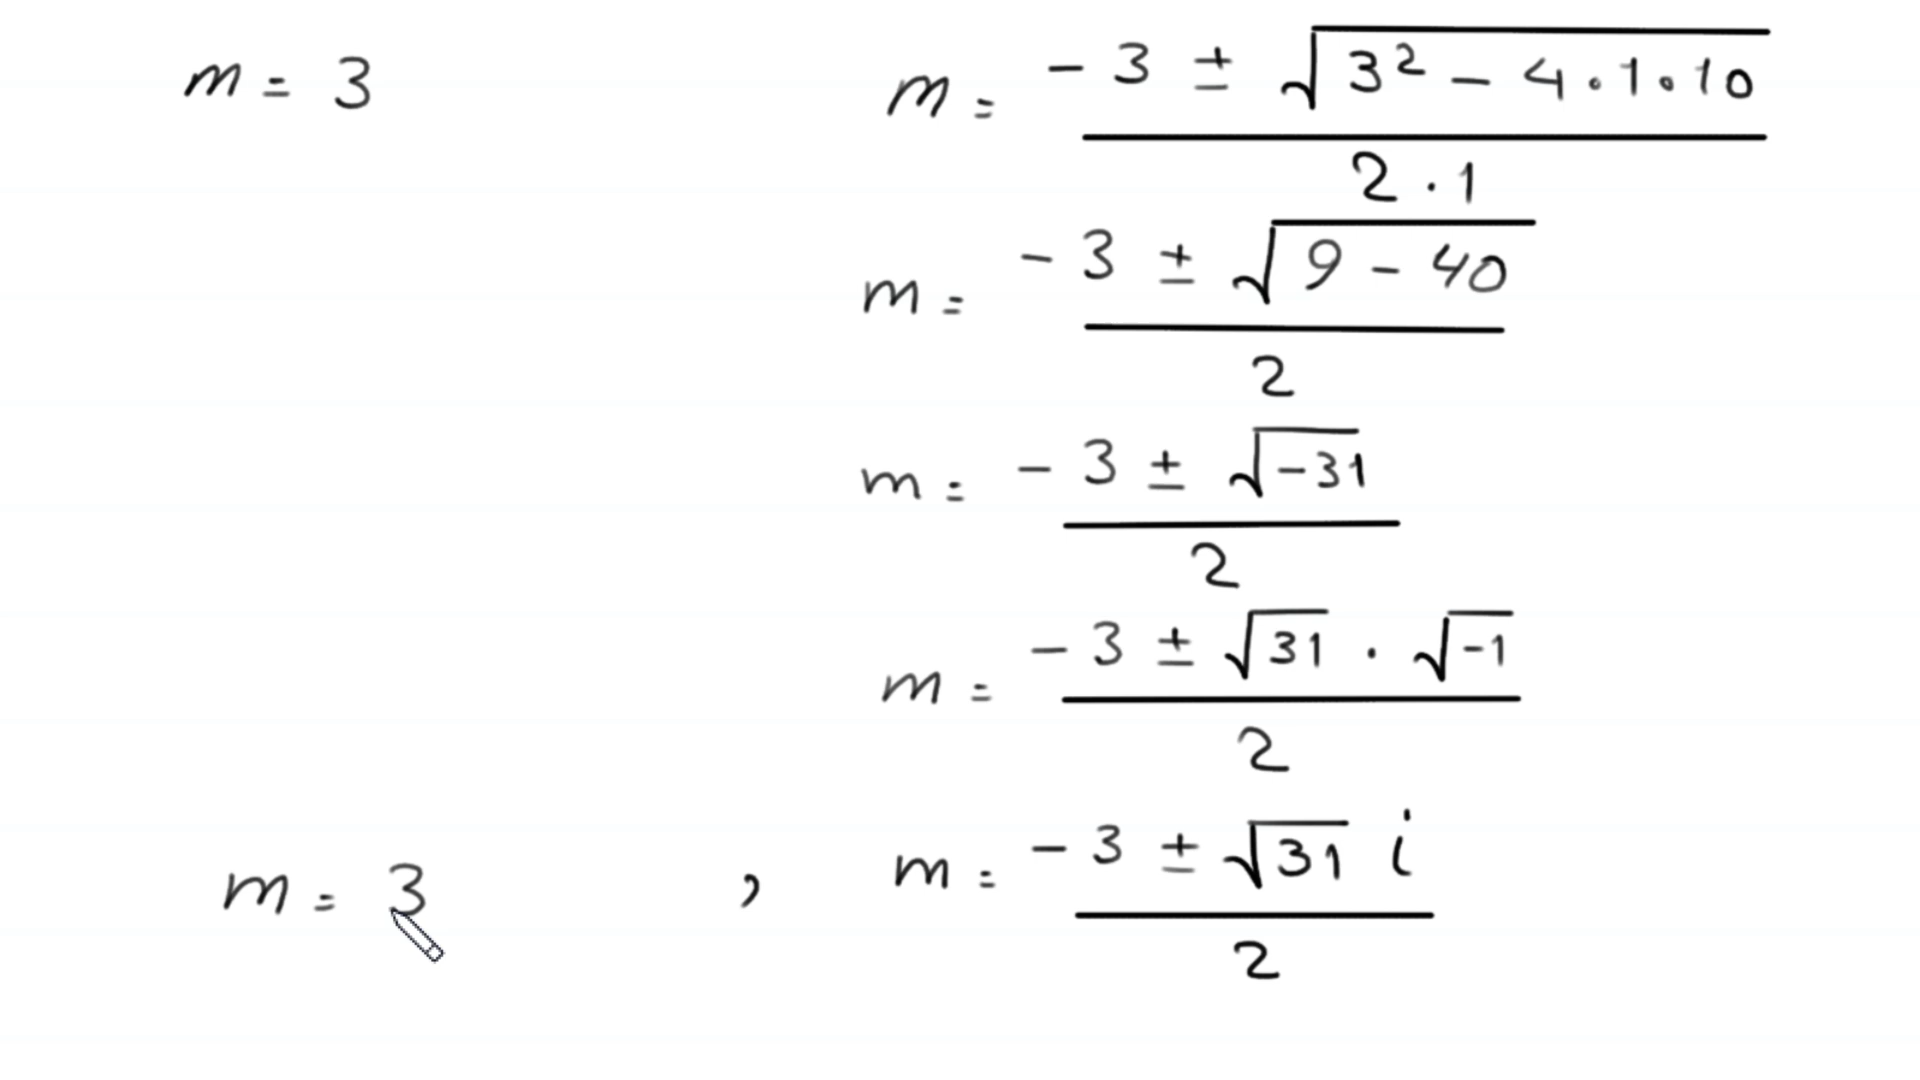 m = 3
m = (-3 ± √(3² - 4·1·10)) / (2·1)
m = (-3 ± √(9 - 40)) / 2
m = (-3 ± √(-31)) / 2
m = (-3 ± √31 · √(-1)) / 2
m = 3 , m = (-3 ± √31 i) / 2